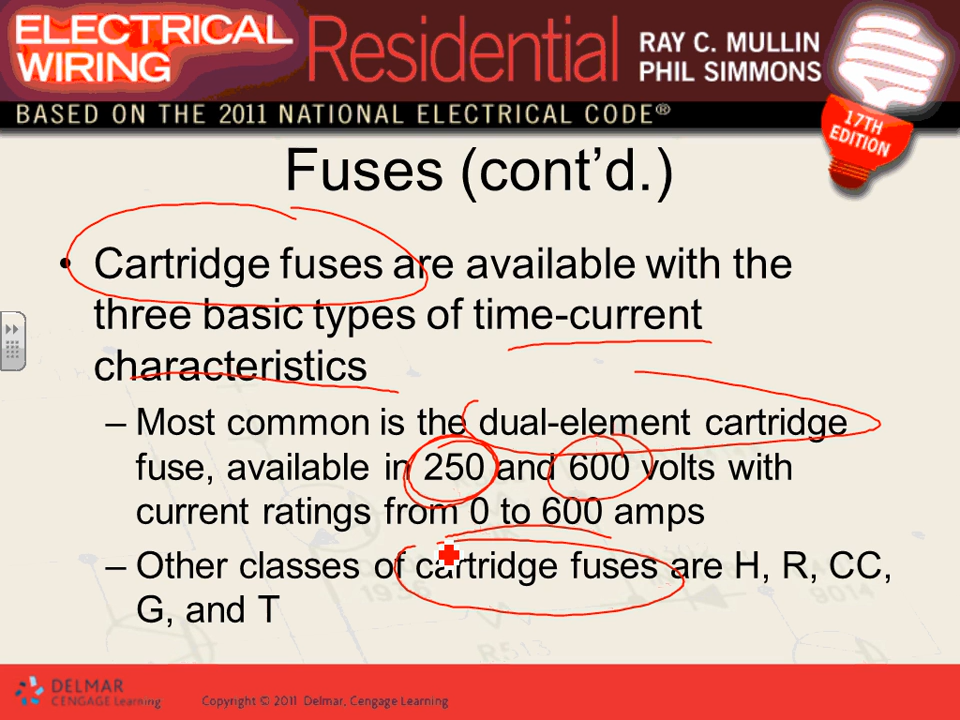 ELECTRICAL
WIRING
Residential
RAY C. MULLIN
PHIL SIMMONS
17TH
EDITION
BASED ON THE 2011 NATIONAL ELECTRICAL CODE®
Fuses (cont’d.)
• Cartridge fuses are available with the
three basic types of time-current
characteristics
– Most common is the dual-element cartridge
fuse, available in 250 and 600 volts with
current ratings from 0 to 600 amps
– Other classes of cartridge fuses are H, R, CC,
G, and T
R513
9014
DELMAR
CENGAGE Learning
Copyright © 2011 Delmar, Cengage Learning